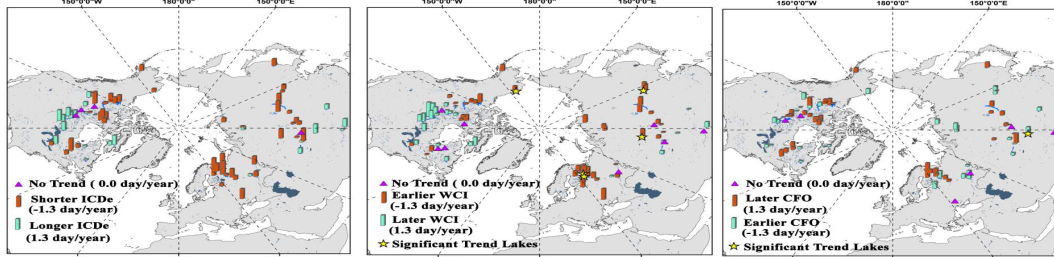 150°0'0"W 180°0'0" 150°0'0"E
No Trend ( 0.0 day/year)
Shorter ICDe
(-1.3 day/year)
Longer ICDe
(1.3 day/year)
150°0'0"W 180°0'0" 150°0'0"E
No Trend (0.0 day/year)
Earlier WCI
(-1.3 day/year)
Later WCI
(1.3 day/year)
Significant Trend Lakes
150°0'0"W 180°0'0" 150°0'0"E
No Trend (0.0 day/year)
Later CFO
(1.3 day/year)
Earlier CFO
(-1.3 day/year)
Significant Trend Lakes